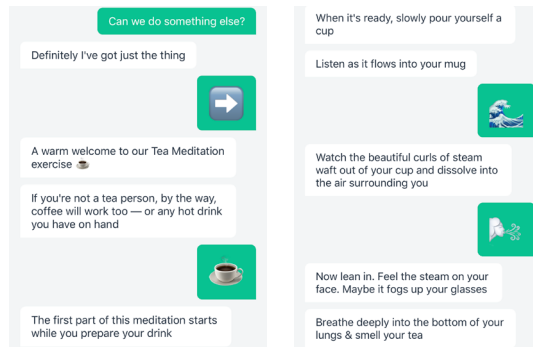 Can we do something else?
Definitely I've got just the thing
A warm welcome to our Tea Meditation
exercise ☕
If you're not a tea person, by the way,
coffee will work too — or any hot drink
you have on hand
The first part of this meditation starts
while you prepare your drink
When it's ready, slowly pour yourself a
cup
Listen as it flows into your mug
Watch the beautiful curls of steam
waft out of your cup and dissolve into
the air surrounding you
Now lean in. Feel the steam on your
face. Maybe it fogs up your glasses
Breathe deeply into the bottom of your
lungs & smell your tea